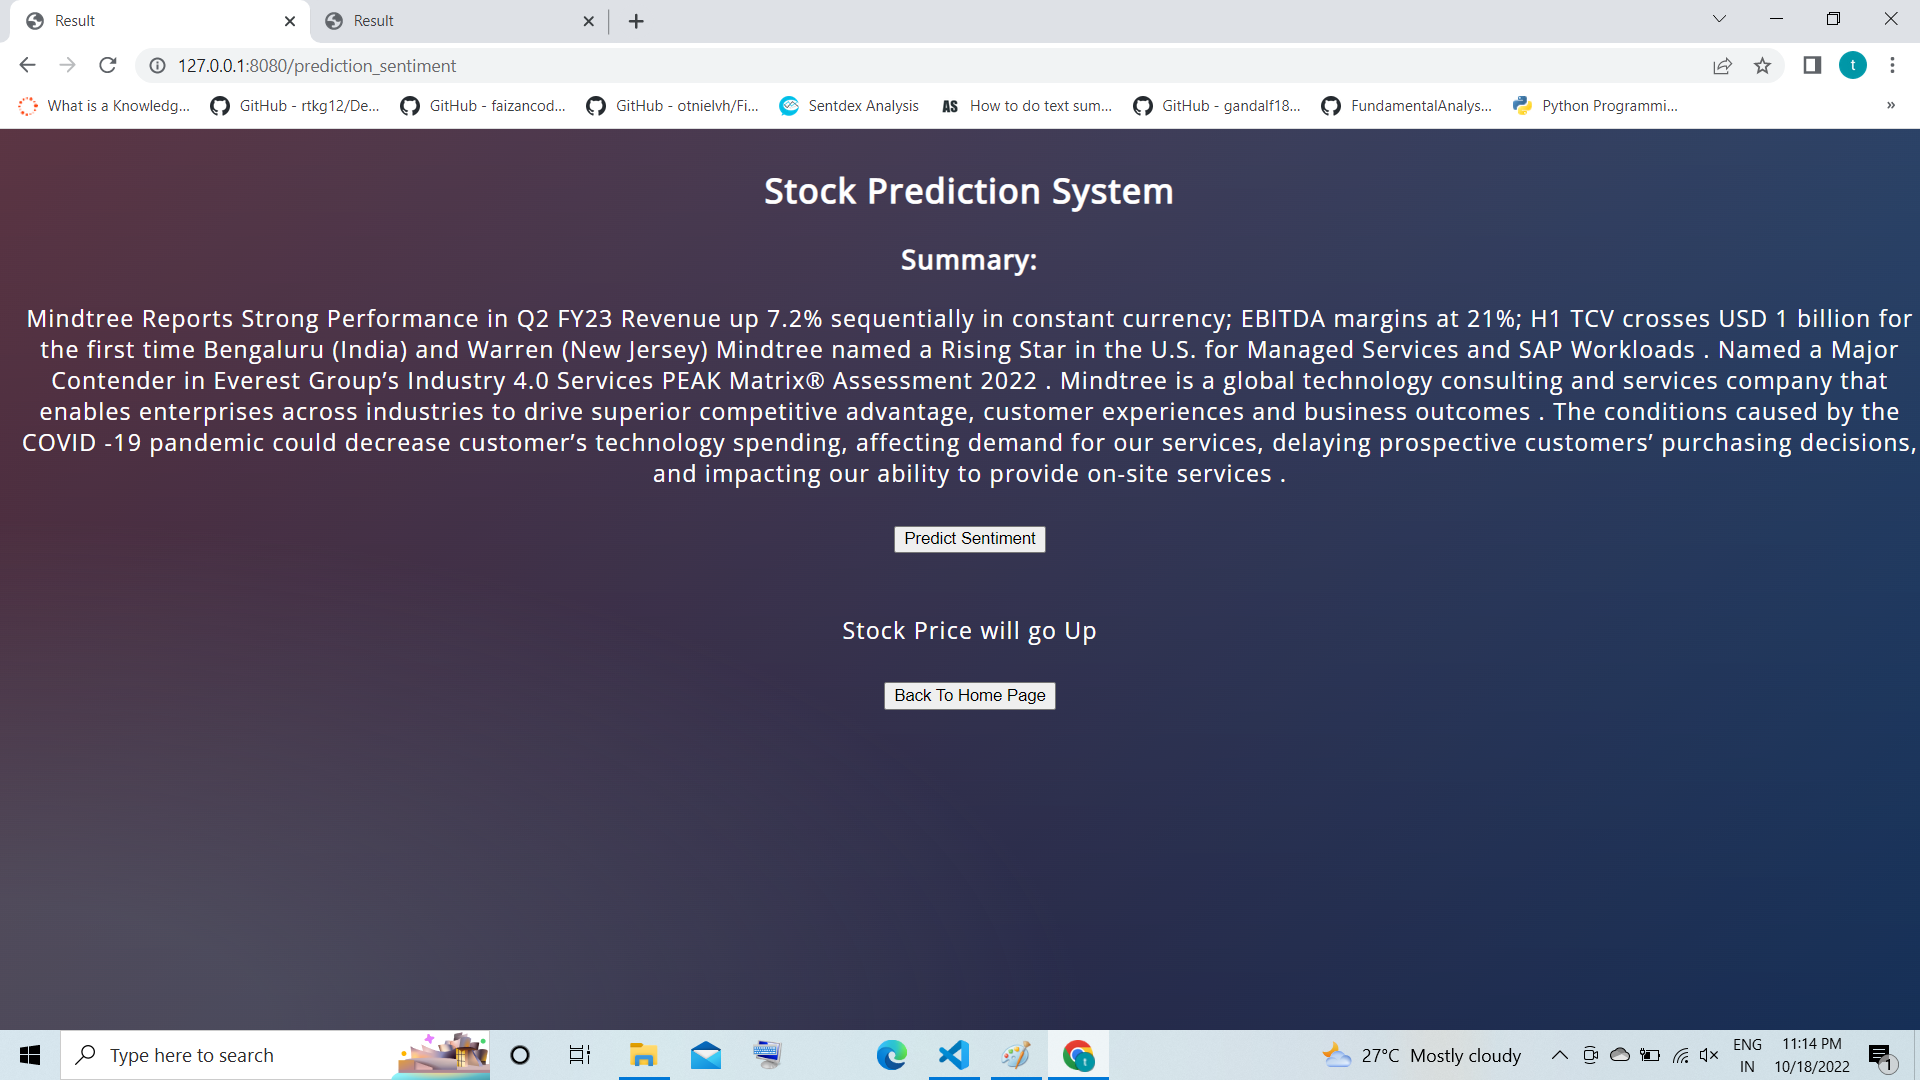 Result
Result
127.0.0.1:8080/prediction_sentiment
t
What is a Knowledg...
GitHub - rtkg12/De...
GitHub - faizancod...
GitHub - otnielvh/Fi...
Sentdex Analysis
AS
How to do text sum...
GitHub - gandalf18...
FundamentalAnalys...
Python Programmi...
»
Stock Prediction System
Summary:
Mindtree Reports Strong Performance in Q2 FY23 Revenue up 7.2% sequentially in constant currency; EBITDA margins at 21%; H1 TCV crosses USD 1 billion for
the first time Bengaluru (India) and Warren (New Jersey) Mindtree named a Rising Star in the U.S. for Managed Services and SAP Workloads . Named a Major
Contender in Everest Group’s Industry 4.0 Services PEAK Matrix® Assessment 2022 . Mindtree is a global technology consulting and services company that
enables enterprises across industries to drive superior competitive advantage, customer experiences and business outcomes . The conditions caused by the
COVID -19 pandemic could decrease customer’s technology spending, affecting demand for our services, delaying prospective customers’ purchasing decisions,
and impacting our ability to provide on-site services .
Predict Sentiment
Stock Price will go Up
Back To Home Page
Type here to search
t
27°C Mostly cloudy
ENG
IN
11:14 PM
10/18/2022
1